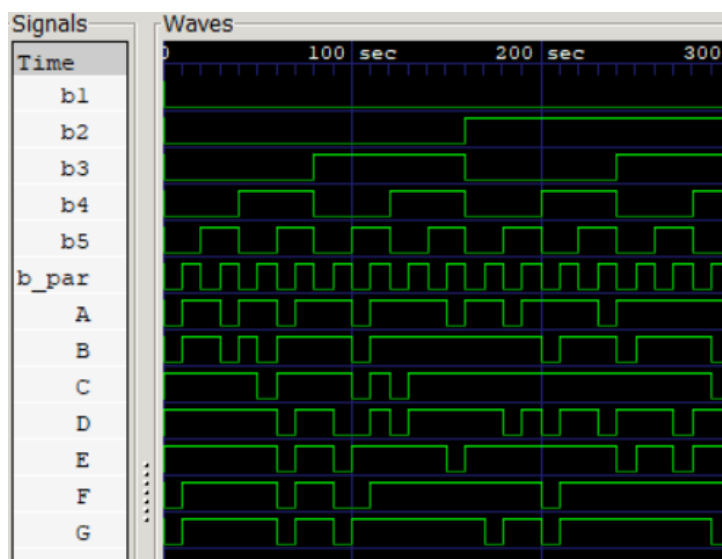 Signals Waves
Time 0 100 sec 200 sec 300
b1
b2
b3
b4
b5
b_par
A
B
C
D
E
F
G